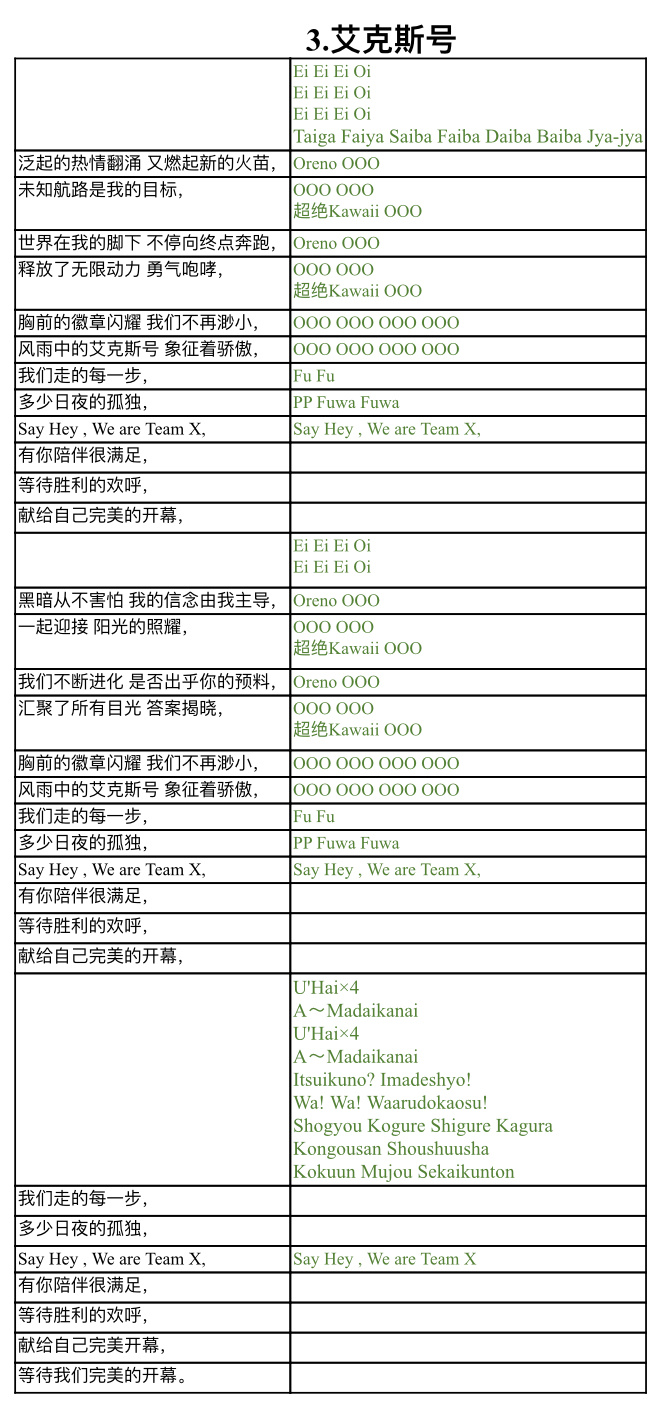 3.艾克斯号
Ei Ei Ei Oi
Ei Ei Ei Oi
Ei Ei Ei Oi
Taiga Faiya Saiba Faiba Daiba Baiba Jya-jya
泛起的热情翻涌 又燃起新的火苗，
Oreno OOO
未知航路是我的目标，
OOO OOO
超绝Kawaii OOO
世界在我的脚下 不停向终点奔跑，
Oreno OOO
释放了无限动力 勇气咆哮，
OOO OOO
超绝Kawaii OOO
胸前的徽章闪耀 我们不再渺小，
OOO OOO OOO OOO
风雨中的艾克斯号 象征着骄傲，
OOO OOO OOO OOO
我们走的每一步，
Fu Fu
多少日夜的孤独，
PP Fuwa Fuwa
Say Hey , We are Team X,
Say Hey , We are Team X,
有你陪伴很满足，
等待胜利的欢呼，
献给自己完美的开幕，
Ei Ei Ei Oi
Ei Ei Ei Oi
黑暗从不害怕 我的信念由我主导，
Oreno OOO
一起迎接 阳光的照耀，
OOO OOO
超绝Kawaii OOO
我们不断进化 是否出乎你的预料，
Oreno OOO
汇聚了所有目光 答案揭晓，
OOO OOO
超绝Kawaii OOO
胸前的徽章闪耀 我们不再渺小，
OOO OOO OOO OOO
风雨中的艾克斯号 象征着骄傲，
OOO OOO OOO OOO
我们走的每一步，
Fu Fu
多少日夜的孤独，
PP Fuwa Fuwa
Say Hey , We are Team X,
Say Hey , We are Team X,
有你陪伴很满足，
等待胜利的欢呼，
献给自己完美的开幕，
U'Hai×4
A～Madaikanai
U'Hai×4
A～Madaikanai
Itsuikuno? Imadeshyo!
Wa! Wa! Waarudokaosu!
Shogyou Kogure Shigure Kagura
Kongousan Shoushuusha
Kokuun Mujou Sekaikunton
我们走的每一步，
多少日夜的孤独，
Say Hey , We are Team X,
Say Hey , We are Team X
有你陪伴很满足，
等待胜利的欢呼，
献给自己完美开幕，
等待我们完美的开幕。